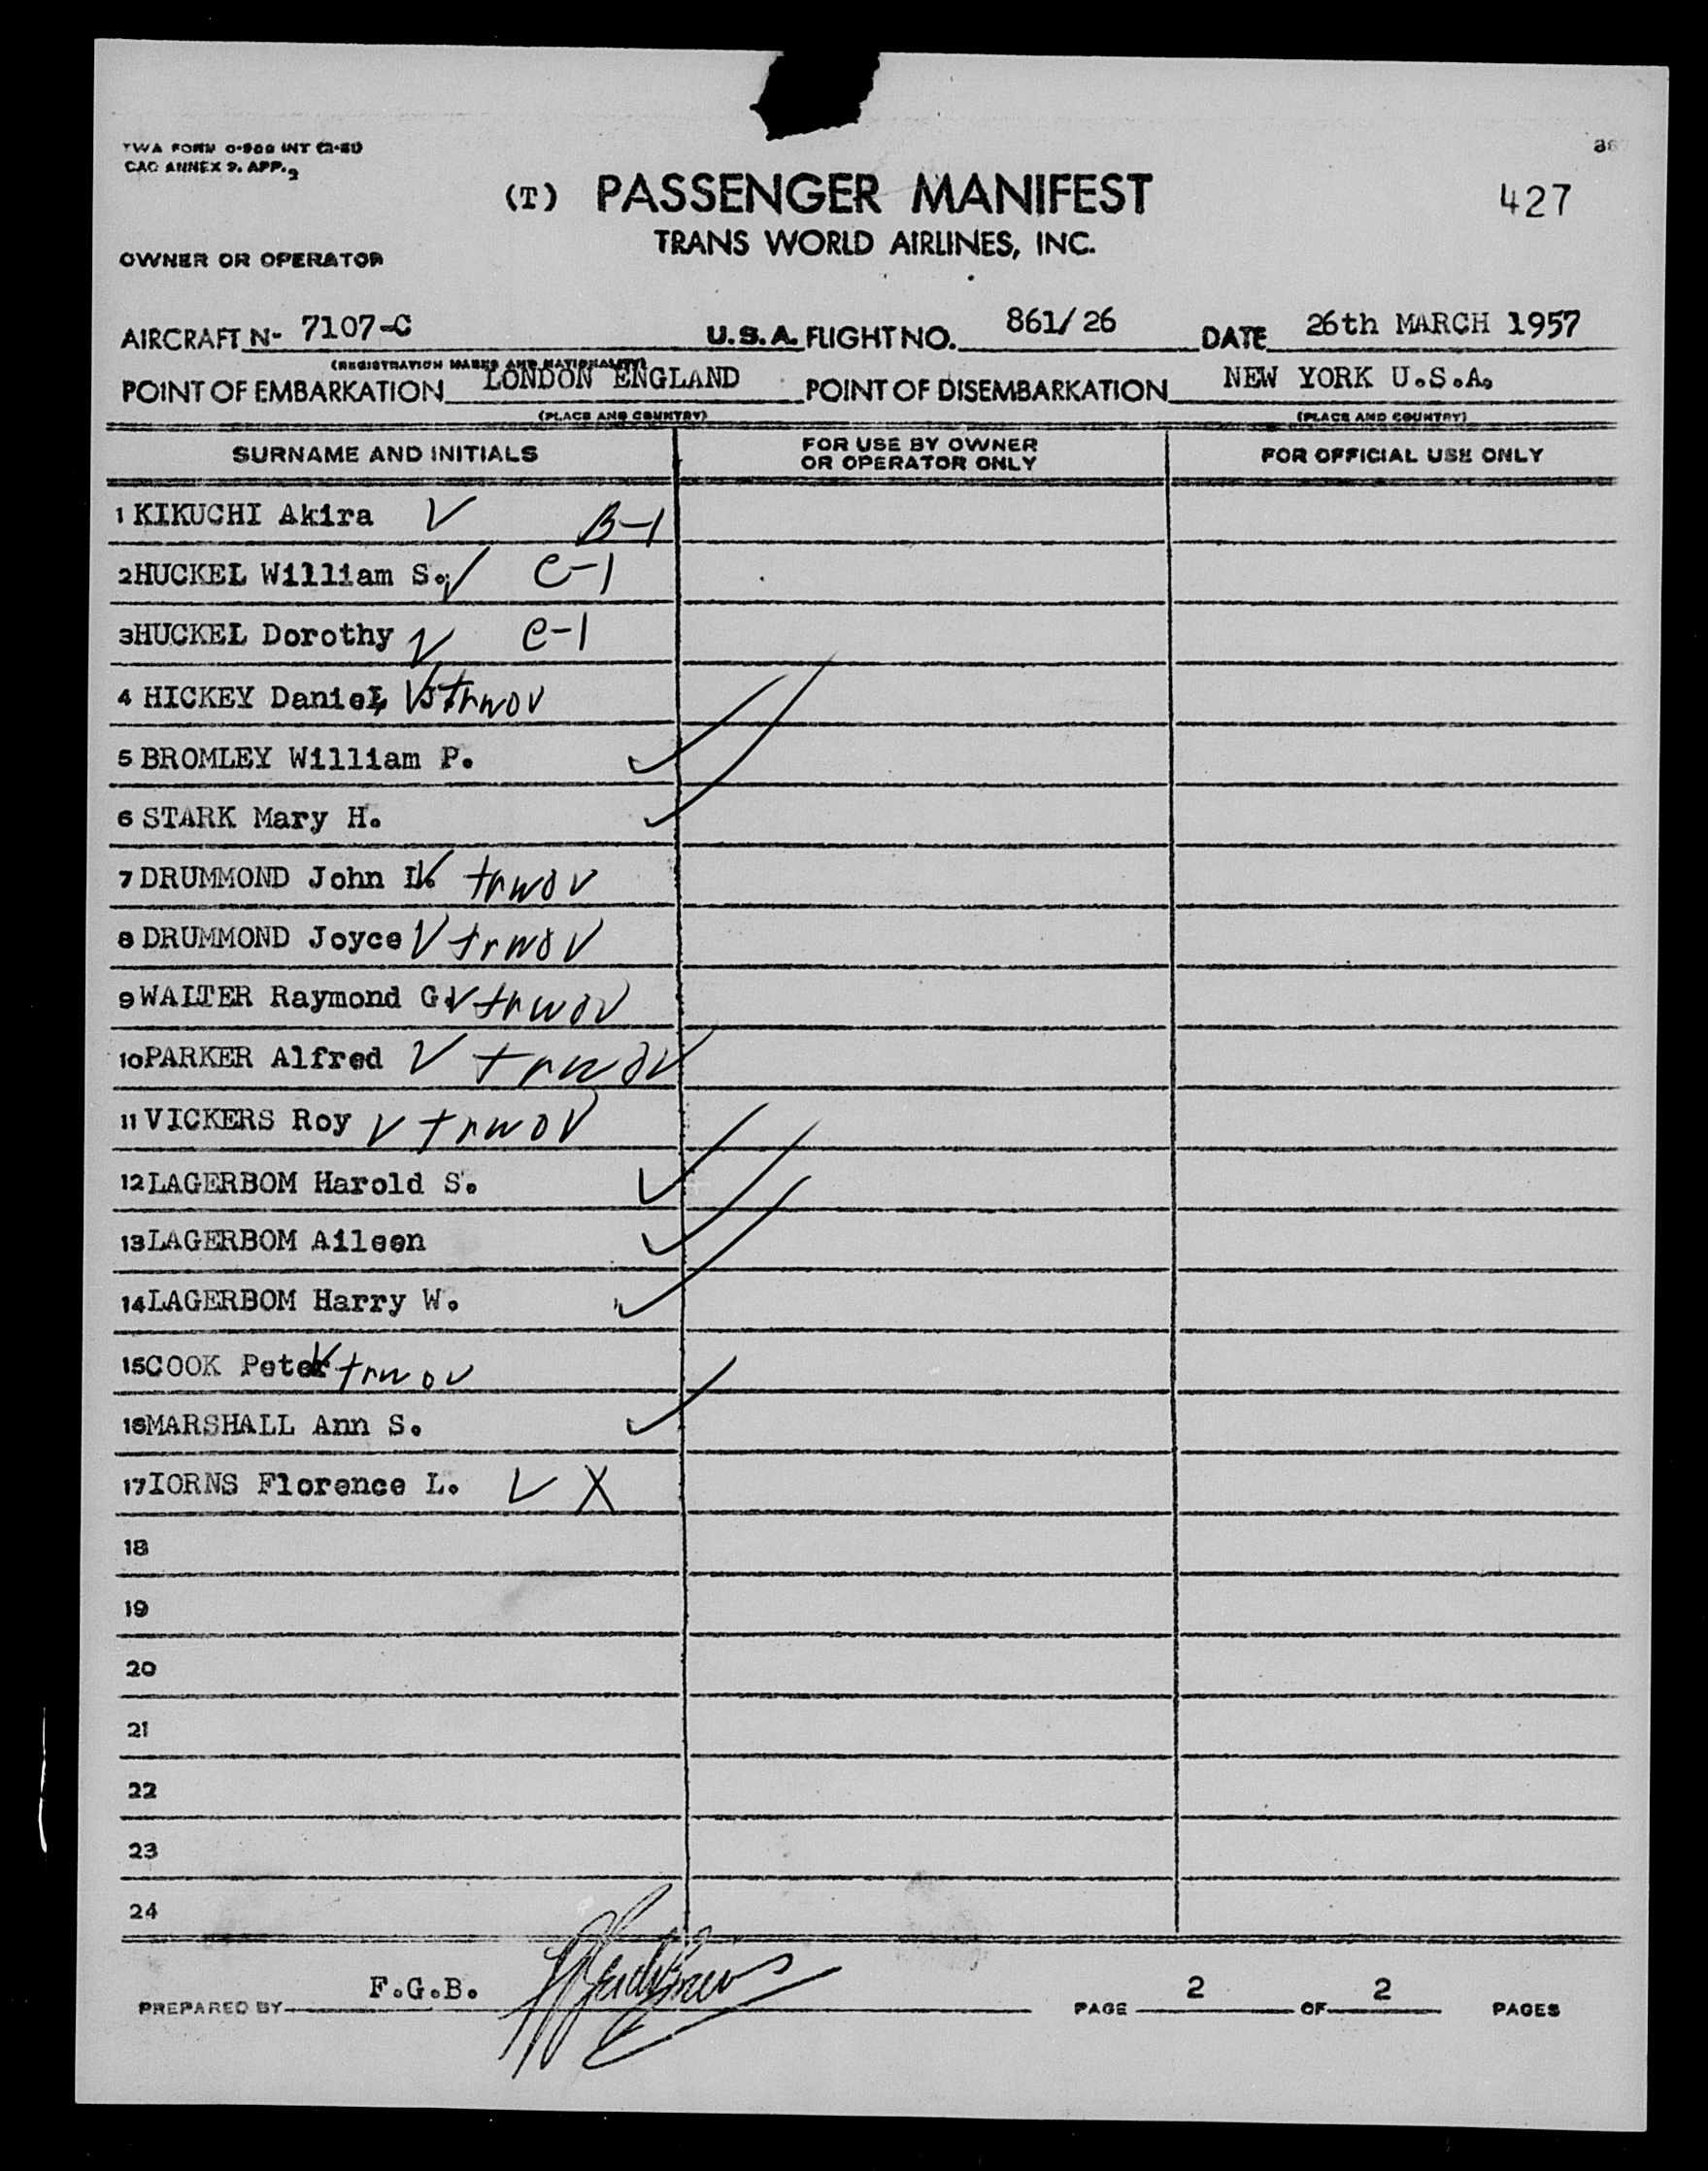 TWA FORM 0-900 INT (2-51)
CAO ANNEX 9. APP. 2
(T) PASSENGER MANIFEST
427
TRANS WORLD AIRLINES, INC.
OWNER OR OPERATOR
AIRCRAFT N- 7107-C U.S.A. FLIGHT NO. 861/26 DATE 26th MARCH 1957
(REGISTRATION MARKS AND NATIONALITY)
POINT OF EMBARKATION LONDON ENGLAND POINT OF DISEMBARKATION NEW YORK U.S.A.
(PLACE AND COUNTRY) (PLACE AND COUNTRY)
SURNAME AND INITIALS FOR USE BY OWNER OR OPERATOR ONLY FOR OFFICIAL USE ONLY
1 KIKUCHI Akira B-1
2 HUCKEL William S. C-1
3 HUCKEL Dorothy C-1
4 HICKEY Daniel trwov
5 BROMLEY William P.
6 STARK Mary H.
7 DRUMMOND John L. trwov
8 DRUMMOND Joyce trwov
9 WALTER Raymond G. trwov
10 PARKER Alfred trwov
11 VICKERS Roy trwov
12 LAGERBOM Harold S.
13 LAGERBOM Aileen
14 LAGERBOM Harry W.
15 COOK Peter trwov
16 MARSHALL Ann S.
17 IORNS Florence L. X
18
19
20
21
22
23
24
PREPARED BY F.G.B. PAGE 2 OF 2 PAGES